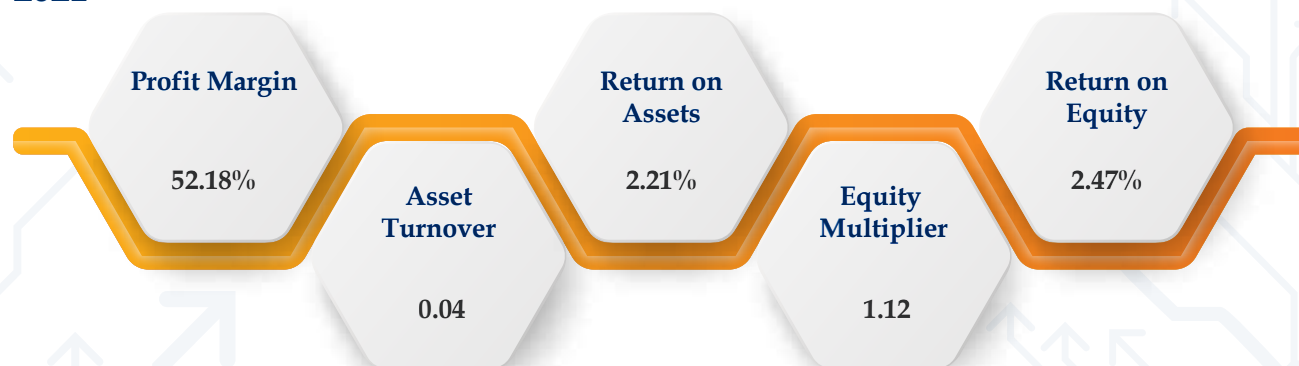 Profit Margin
52.18%
Asset
Turnover
0.04
Return on
Assets
2.21%
Equity
Multiplier
1.12
Return on
Equity
2.47%